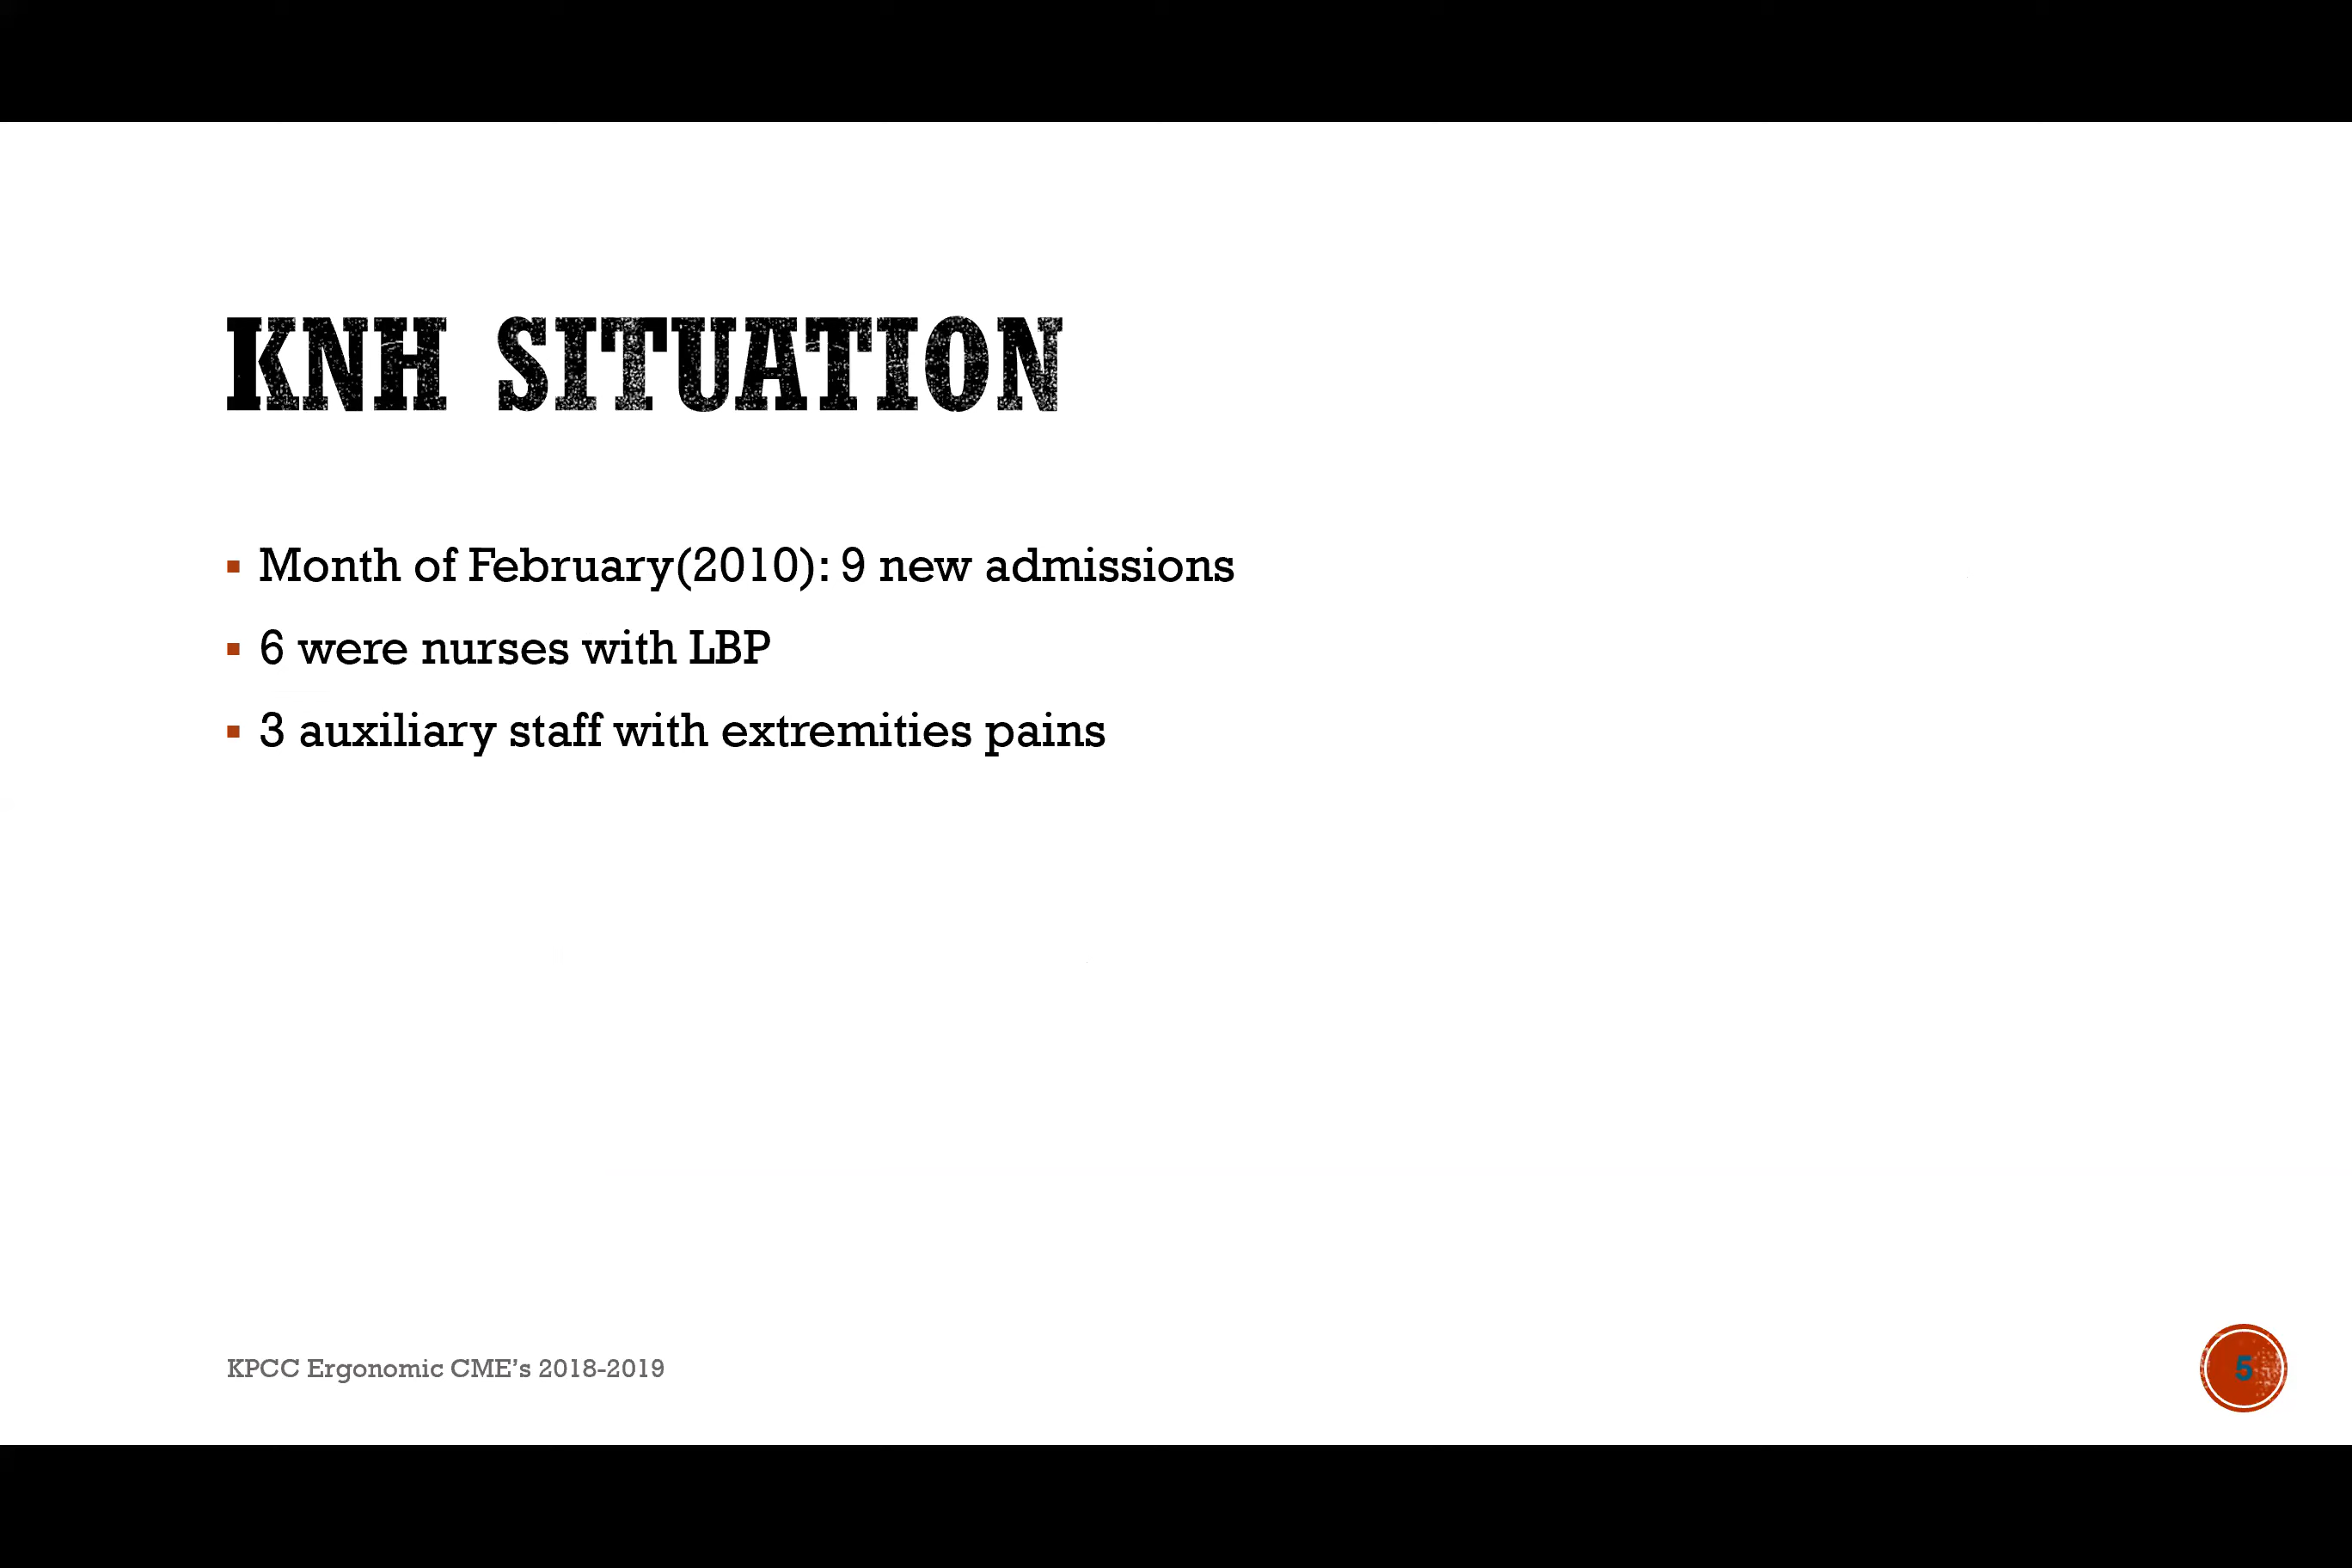 KNH SITUATION
▪ Month of February(2010): 9 new admissions
▪ 6 were nurses with LBP
▪ 3 auxiliary staff with extremities pains
KPCC Ergonomic CME’s 2018-2019
5